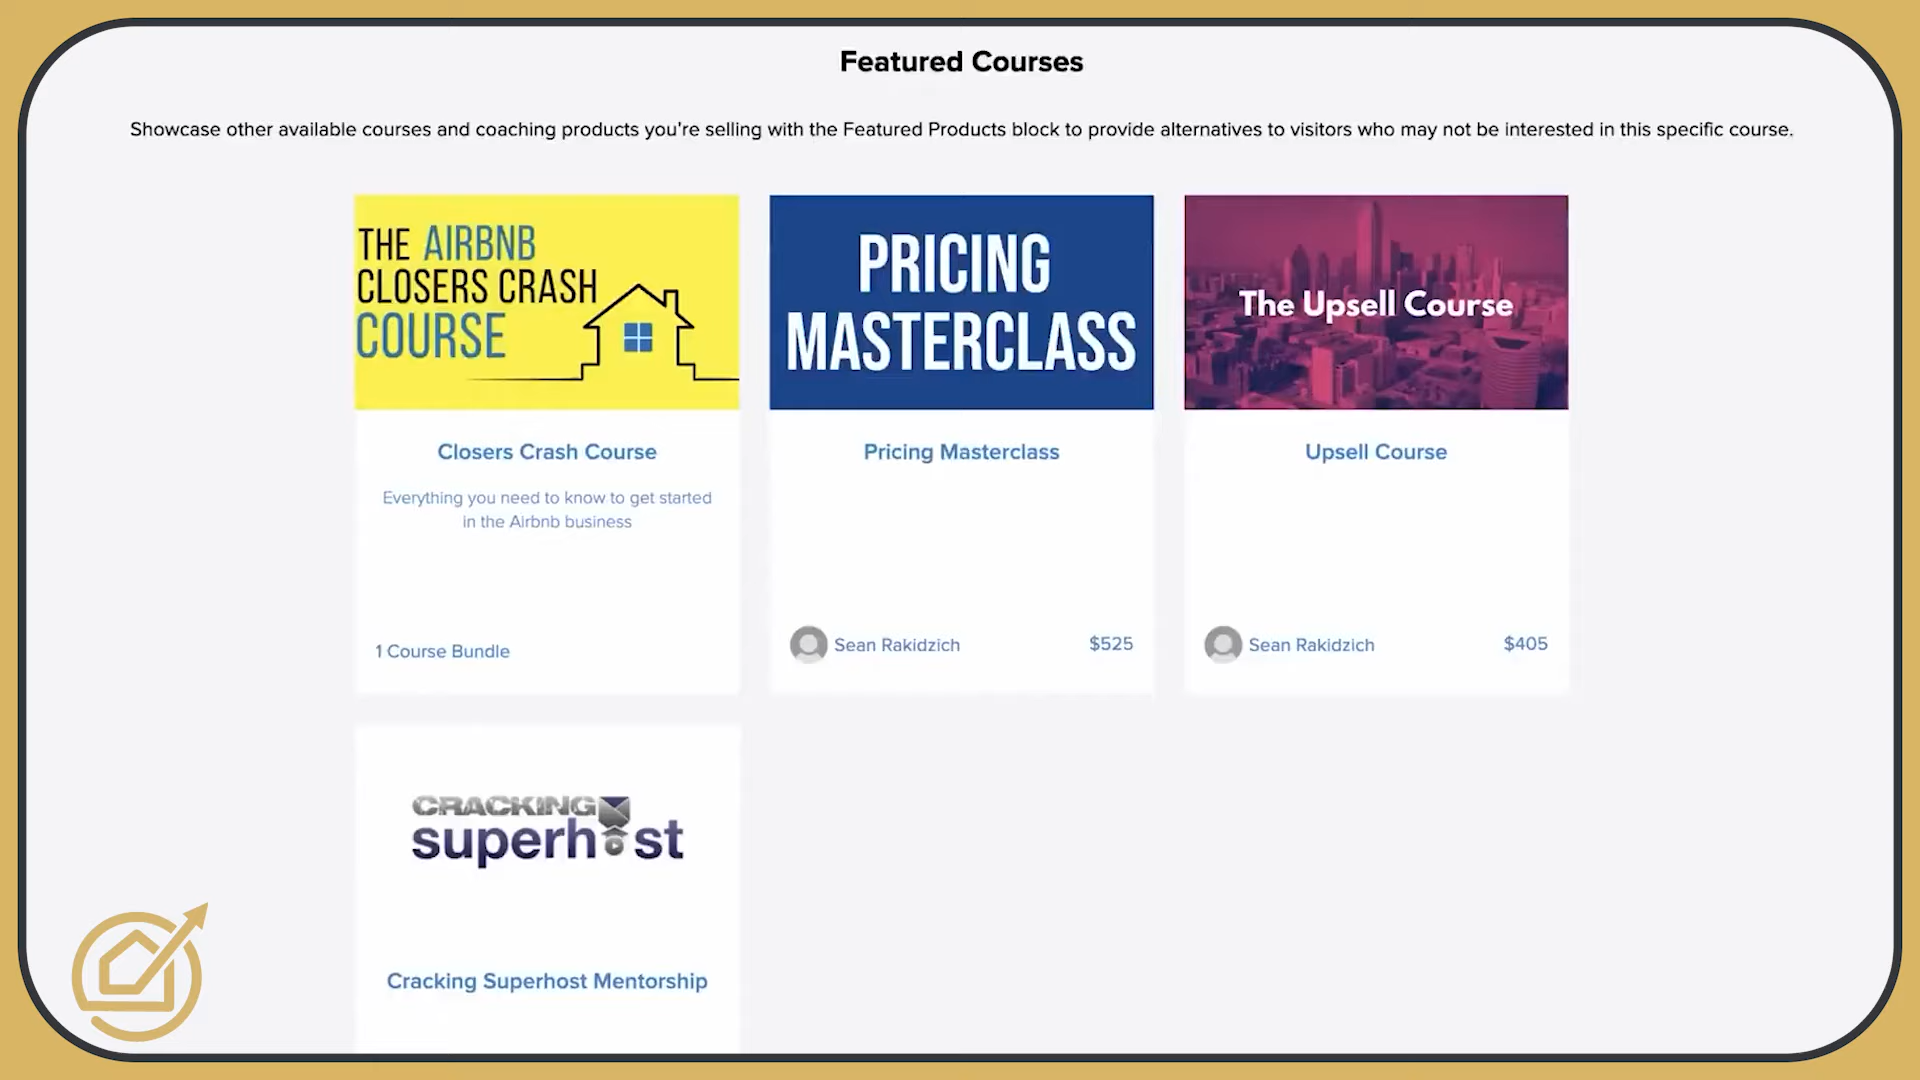 Featured Courses
Showcase other available courses and coaching products you're selling with the Featured Products block to provide alternatives to visitors who may not be interested in this specific course.
THE AIRBNB
CLOSERS CRASH
COURSE
Closers Crash Course
Everything you need to know to get started
in the Airbnb business
1 Course Bundle
PRICING
MASTERCLASS
Pricing Masterclass
Sean Rakidzich
$525
The Upsell Course
Upsell Course
Sean Rakidzich
$405
CRACKING
superhost
Cracking Superhost Mentorship